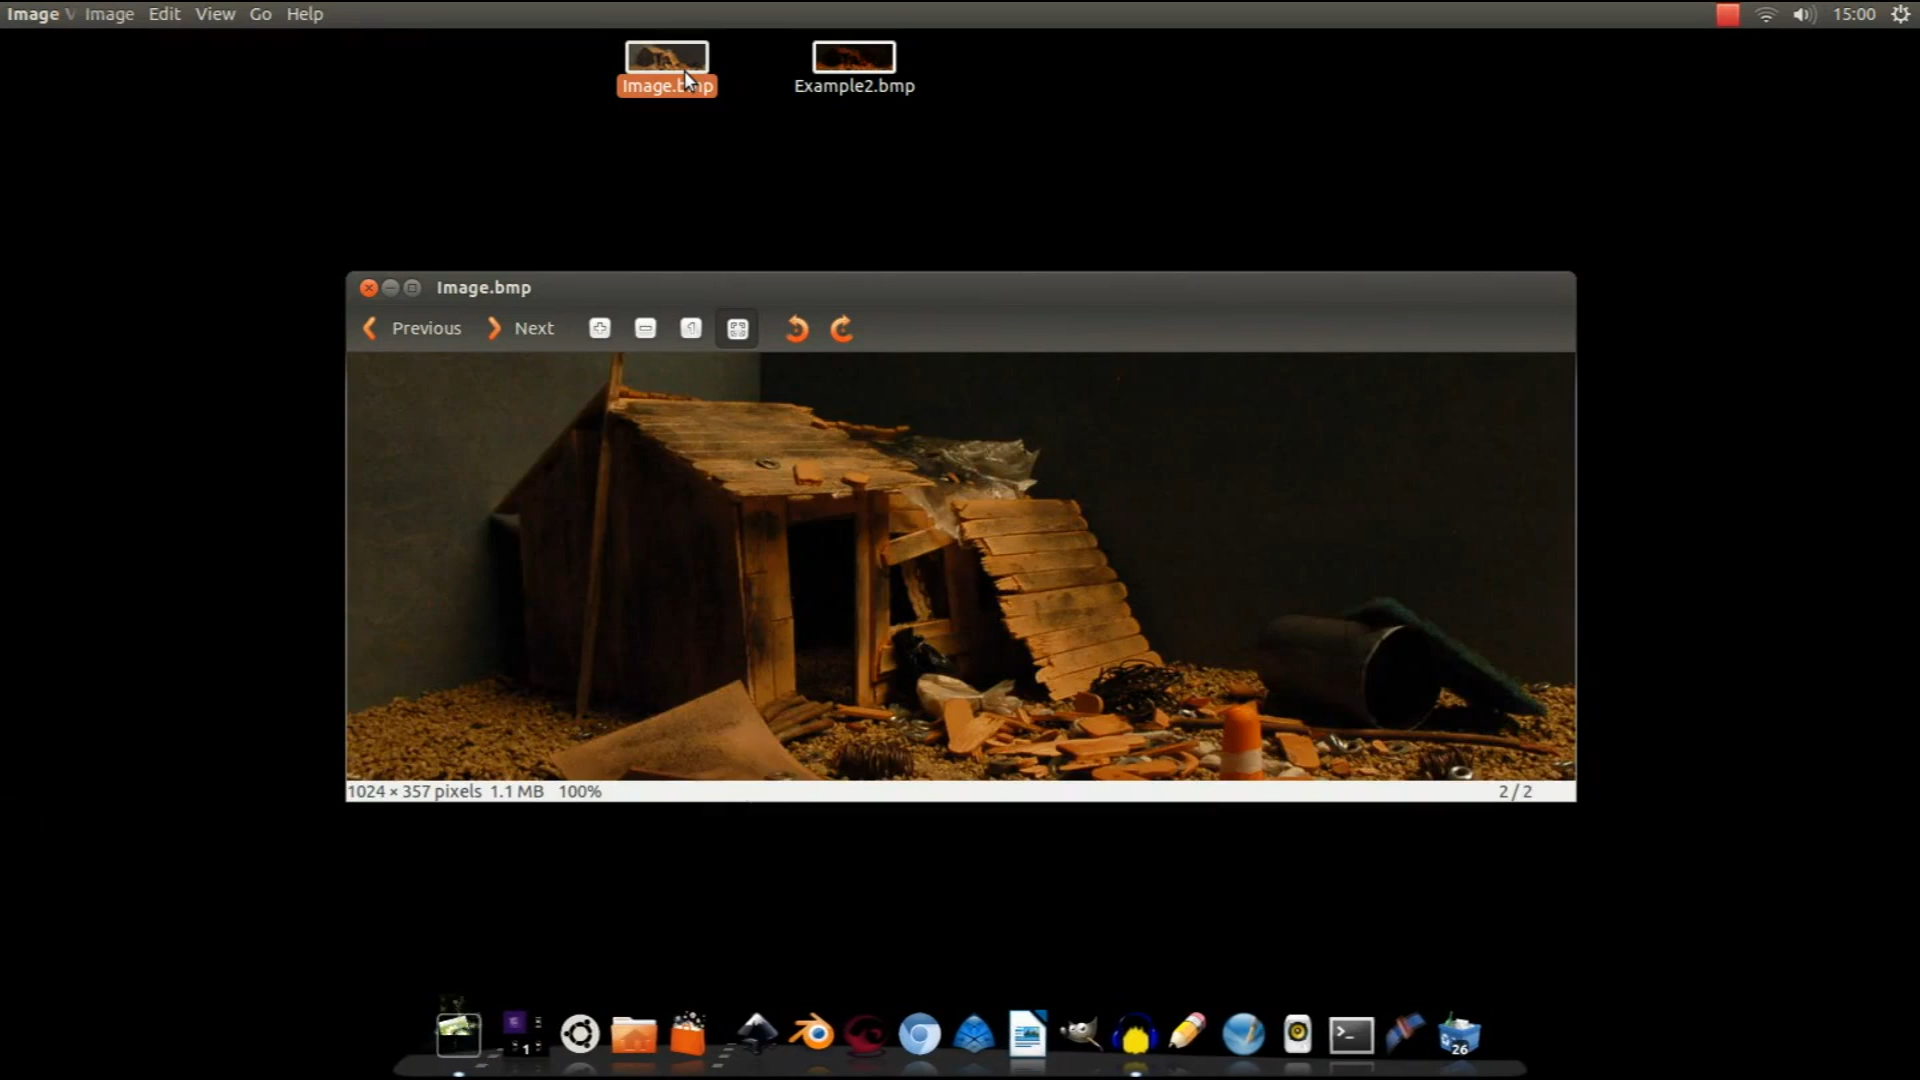 Image V Image Edit View Go Help 15:00
Image.bmp Example2.bmp
Image.bmp
Previous Next
1024 × 357 pixels 1.1 MB 100% 2 / 2
1 26